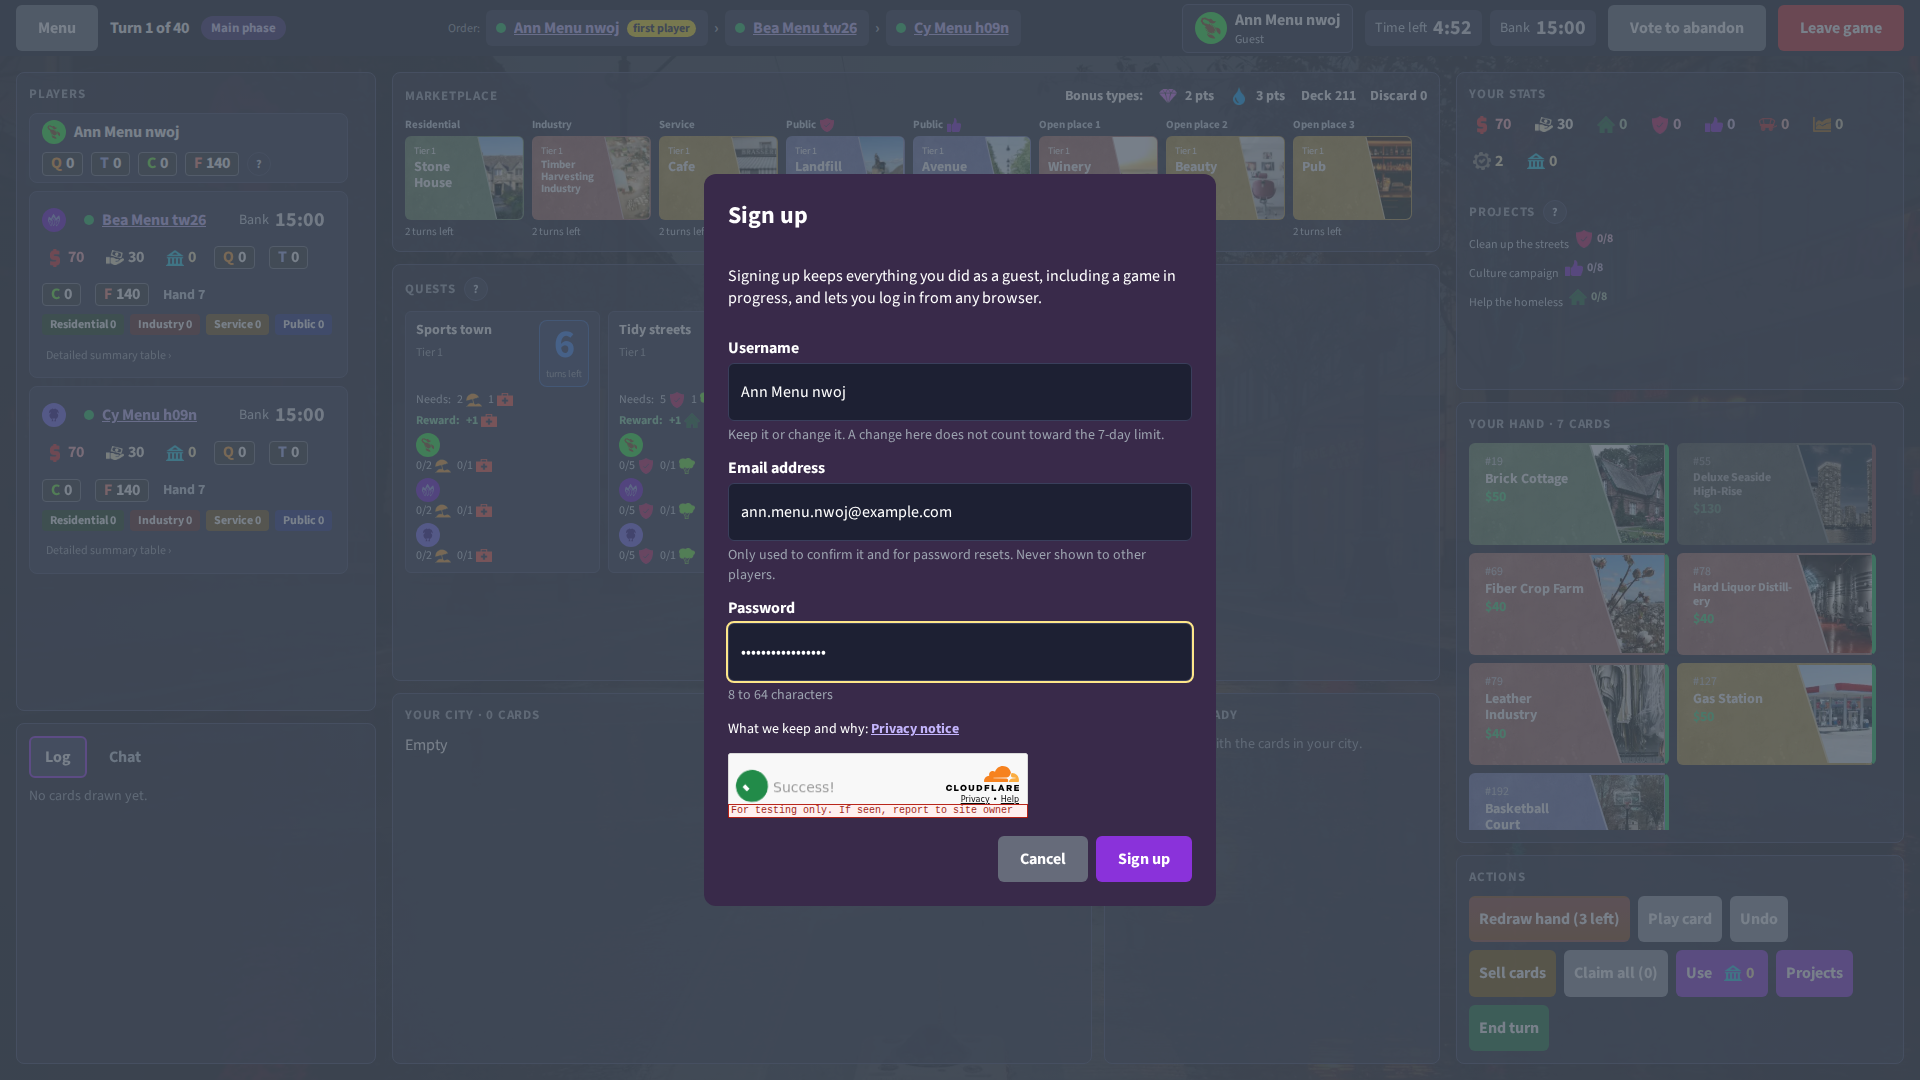 Menu
Turn 1 of 40
Main phase
Order:
Ann Menu nwoj
first player
›
Bea Menu tw26
›
Cy Menu h09n
Ann Menu nwoj
Guest
Time left 4:52
Bank 15:00
Vote to abandon
Leave game
PLAYERS
Ann Menu nwoj
Q 0
T 0
C 0
F 140
?
Bea Menu tw26
Bank 15:00
70
30
0
Q 0
T 0
C 0
F 140
Hand 7
Residential 0
Industry 0
Service 0
Public 0
Detailed summary table ›
Cy Menu h09n
Bank 15:00
70
30
0
Q 0
T 0
C 0
F 140
Hand 7
Residential 0
Industry 0
Service 0
Public 0
Detailed summary table ›
Log
Chat
No cards drawn yet.
MARKETPLACE
Bonus types:
2 pts
3 pts
Deck 211
Discard 0
Residential
Tier 1
Stone
House
2 turns left
Industry
Tier 1
Timber
Harvesting
Industry
2 turns left
Service
Tier 1
Cafe
2 turns lef
Public
Tier 1
Landfill
Public
Tier 1
Avenue
Open place 1
Tier 1
Winery
Open place 2
Tier 1
Beauty
Open place 3
Tier 1
Pub
2 turns left
QUESTS
?
Sports town
Tier 1
6
turns left
Needs: 2 1
Reward: +1
0/2 0/1
0/2 0/1
0/2 0/1
Tidy streets
Tier 1
Needs: 5 1
Reward: +1
0/5 0/1
0/5 0/1
0/5 0/1
YOUR CITY · 0 CARDS
Empty
ADY
ith the cards in your city.
Sign up
Signing up keeps everything you did as a guest, including a game in
progress, and lets you log in from any browser.
Username
Ann Menu nwoj
Keep it or change it. A change here does not count toward the 7-day limit.
Email address
ann.menu.nwoj@example.com
Only used to confirm it and for password resets. Never shown to other
players.
Password
•••••••••••••••••
8 to 64 characters
What we keep and why: Privacy notice
Success!
CLOUDFLARE
Privacy • Help
For testing only. If seen, report to site owner
Cancel
Sign up
YOUR STATS
70
30
0
0
0
0
0
2
0
PROJECTS
?
Clean up the streets 0/8
Culture campaign 0/8
Help the homeless 0/8
YOUR HAND · 7 CARDS
#19
Brick Cottage
$50
#55
Deluxe Seaside
High-Rise
$130
#69
Fiber Crop Farm
$40
#78
Hard Liquor Distill-
ery
$40
#79
Leather
Industry
$40
#127
Gas Station
#192
Basketball
Court
ACTIONS
Redraw hand (3 left)
Play card
Undo
Sell cards
Claim all (0)
Use 0
Projects
End turn